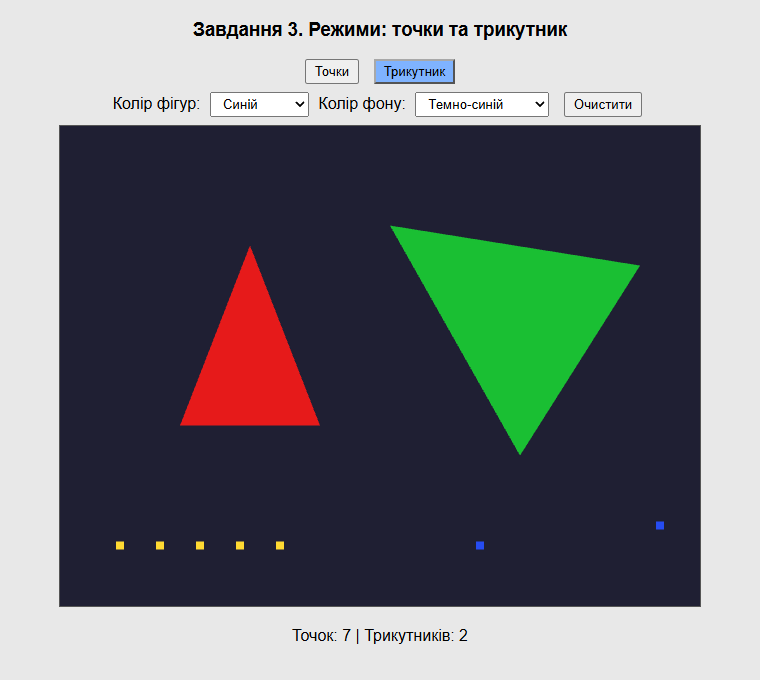 Завдання 3. Режими: точки та трикутник
Точки Трикутник
Колір фігур: Синій Колір фону: Темно-синій Очистити
Точок: 7 | Трикутників: 2